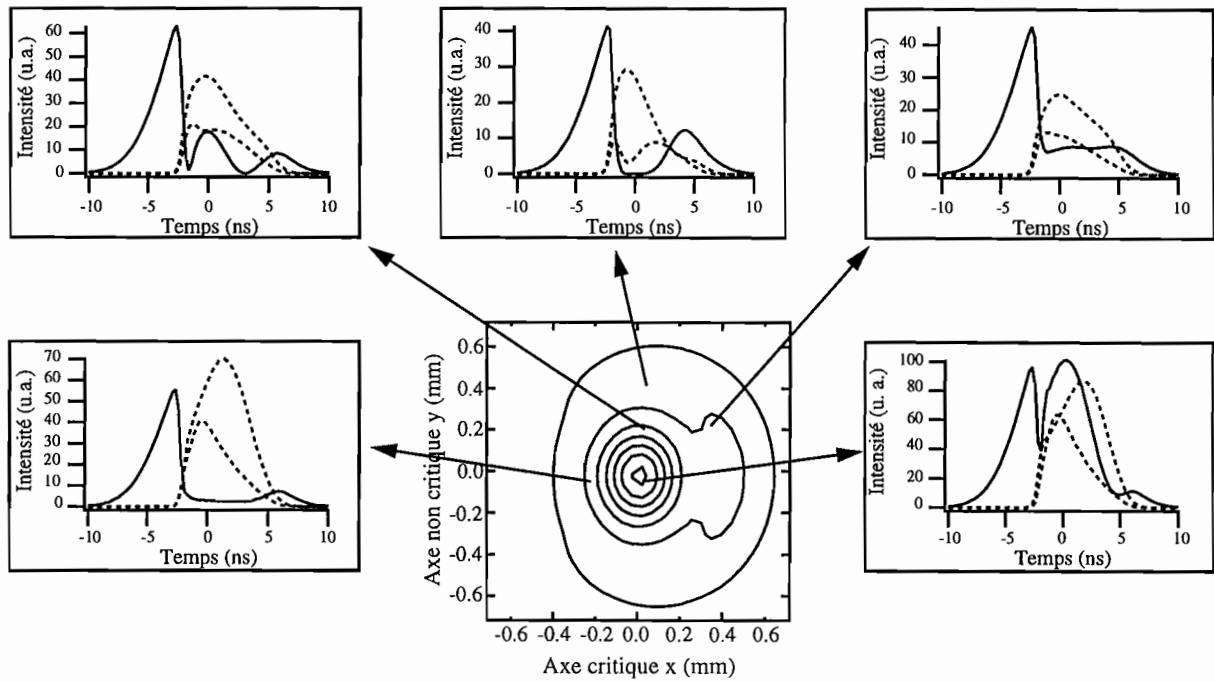 Intensité (u.a.)
60
50
40
30
20
10
0
-10 -5 0 5 10
Temps (ns)
Intensité (u.a.)
40
30
20
10
0
-10 -5 0 5 10
Temps (ns)
Intensité (u.a.)
40
30
20
10
0
-10 -5 0 5 10
Temps (ns)
Intensité (u.a.)
70
60
50
40
30
20
10
0
-10 -5 0 5 10
Temps (ns)
Axe non critique y (mm)
0.6
0.4
0.2
0.0
-0.2
-0.4
-0.6
-0.6 -0.4 -0.2 0.0 0.2 0.4 0.6
Axe critique x (mm)
Intensité (u. a.)
100
80
60
40
20
0
-10 -5 0 5 10
Temps (ns)